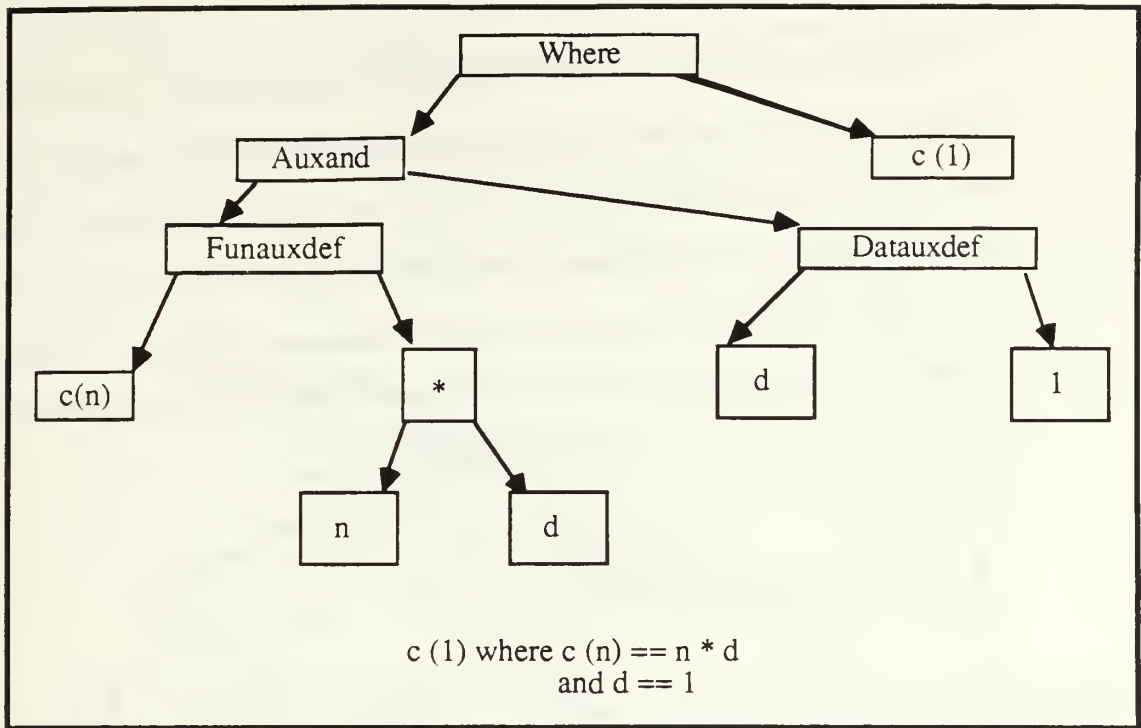 Where
Auxand
c (1)
Funauxdef
Datauxdef
c(n)
*
d
1
n
d
c (1) where c (n) == n * d
and d == 1